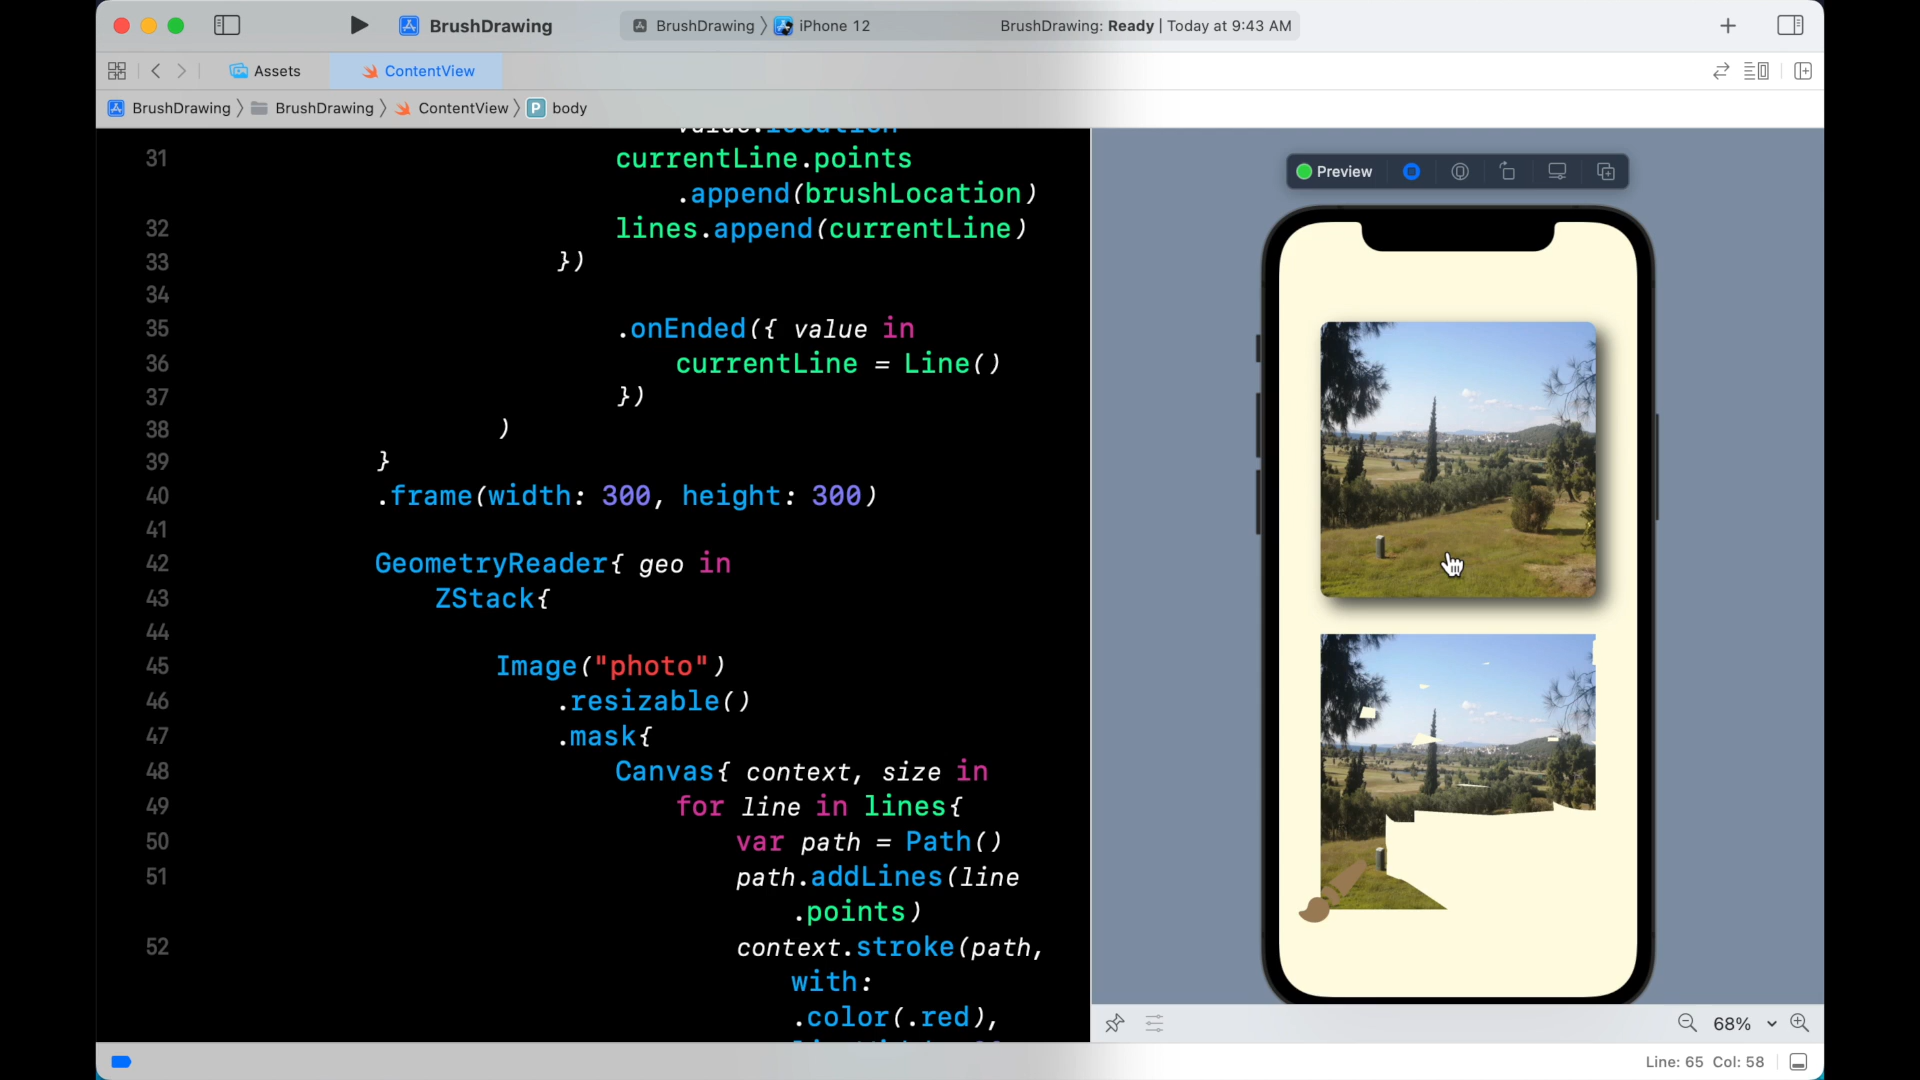 BrushDrawing
BrushDrawing 〉 iPhone 12
BrushDrawing: Ready | Today at 9:43 AM
Assets
ContentView
BrushDrawing 〉 BrushDrawing 〉 ContentView 〉 P body
value.location
31 currentLine.points
.append(brushLocation)
32 lines.append(currentLine)
33 })
34
35 .onEnded({ value in
36 currentLine = Line()
37 })
38 )
39 }
40 .frame(width: 300, height: 300)
41
42 GeometryReader{ geo in
43 ZStack{
44
45 Image("photo")
46 .resizable()
47 .mask{
48 Canvas{ context, size in
49 for line in lines{
50 var path = Path()
51 path.addLines(line
.points)
52 context.stroke(path,
with:
.color(.red),
Preview
68%
Line: 65 Col: 58